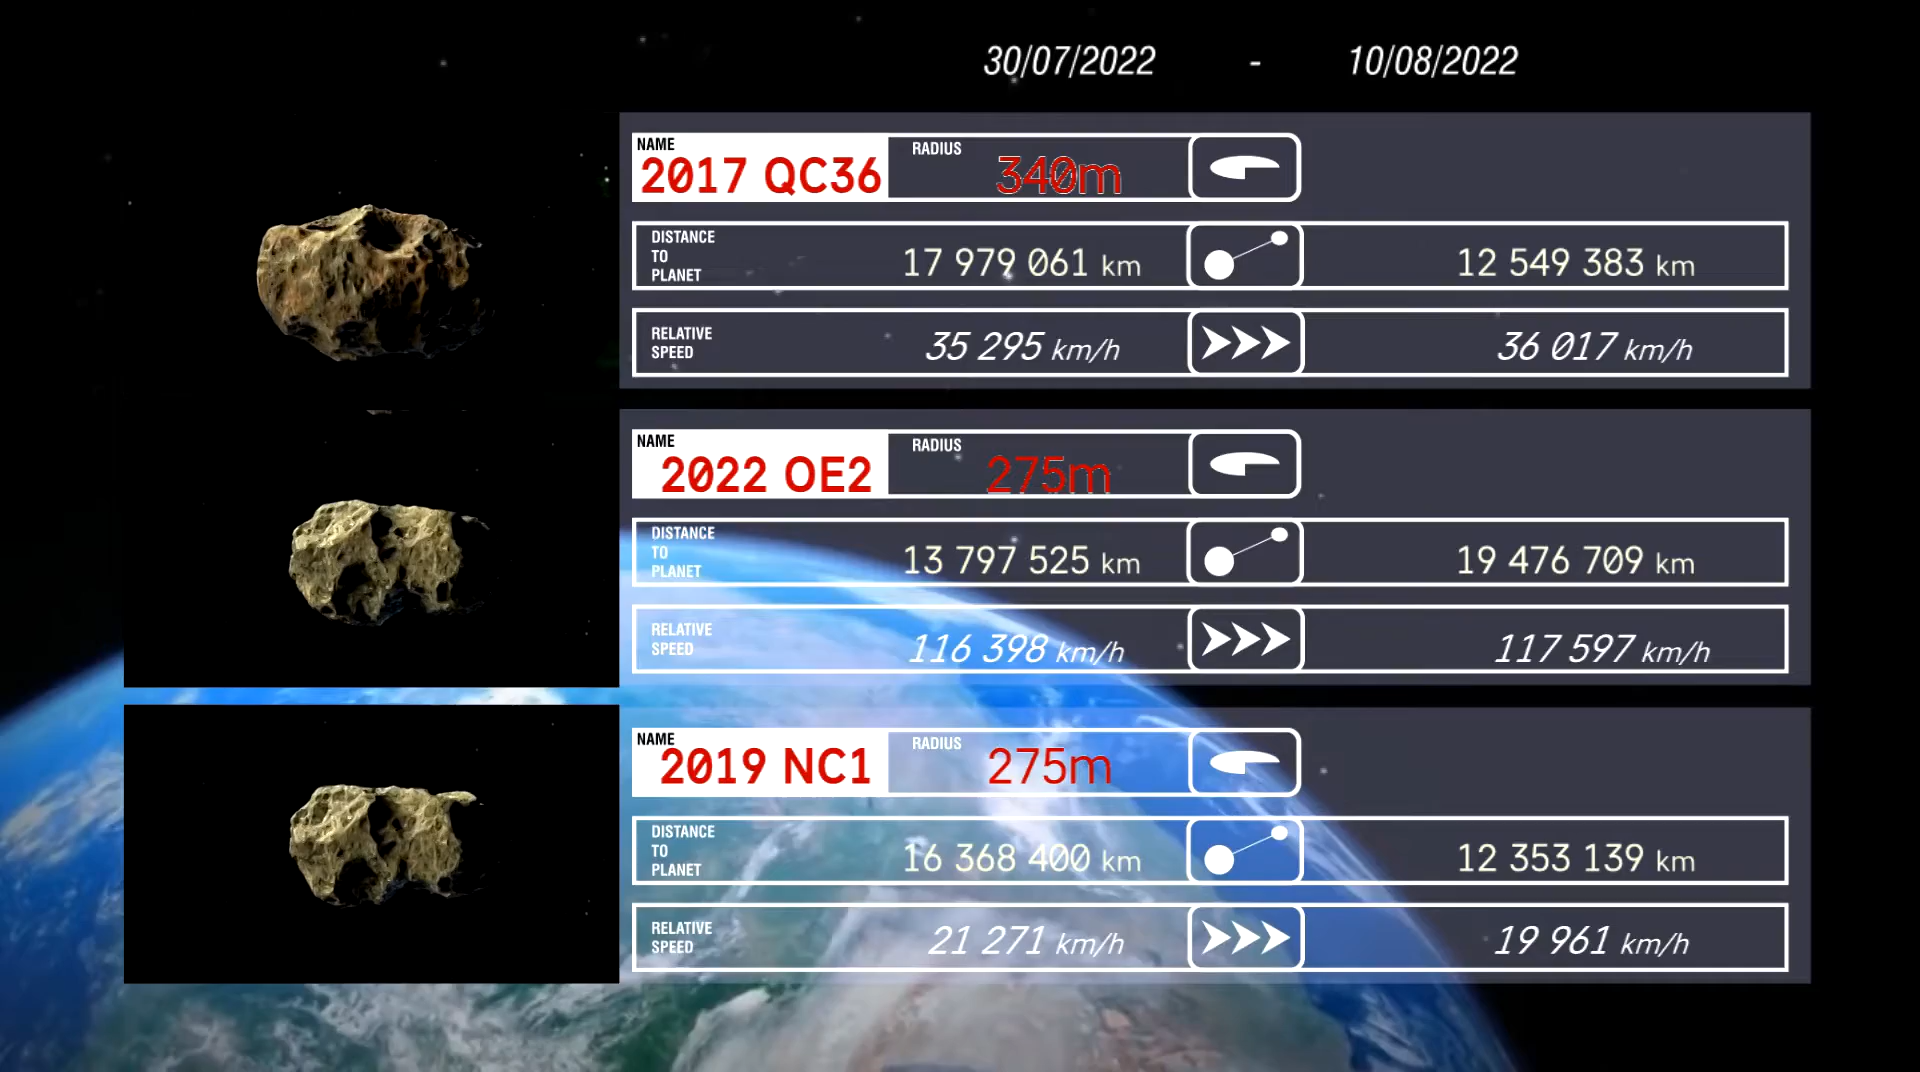 30/07/2022 - 10/08/2022
NAME RADIUS
2017 QC36 340m
DISTANCE
TO
PLANET
17 979 061 km 12 549 383 km
RELATIVE
SPEED
35 295 km/h 36 017 km/h
NAME RADIUS
2022 OE2 275m
DISTANCE
TO
PLANET
13 797 525 km 19 476 709 km
RELATIVE
SPEED
116 398 km/h 117 597 km/h
NAME RADIUS
2019 NC1 275m
DISTANCE
TO
PLANET
16 368 400 km 12 353 139 km
RELATIVE
SPEED
21 271 km/h 19 961 km/h